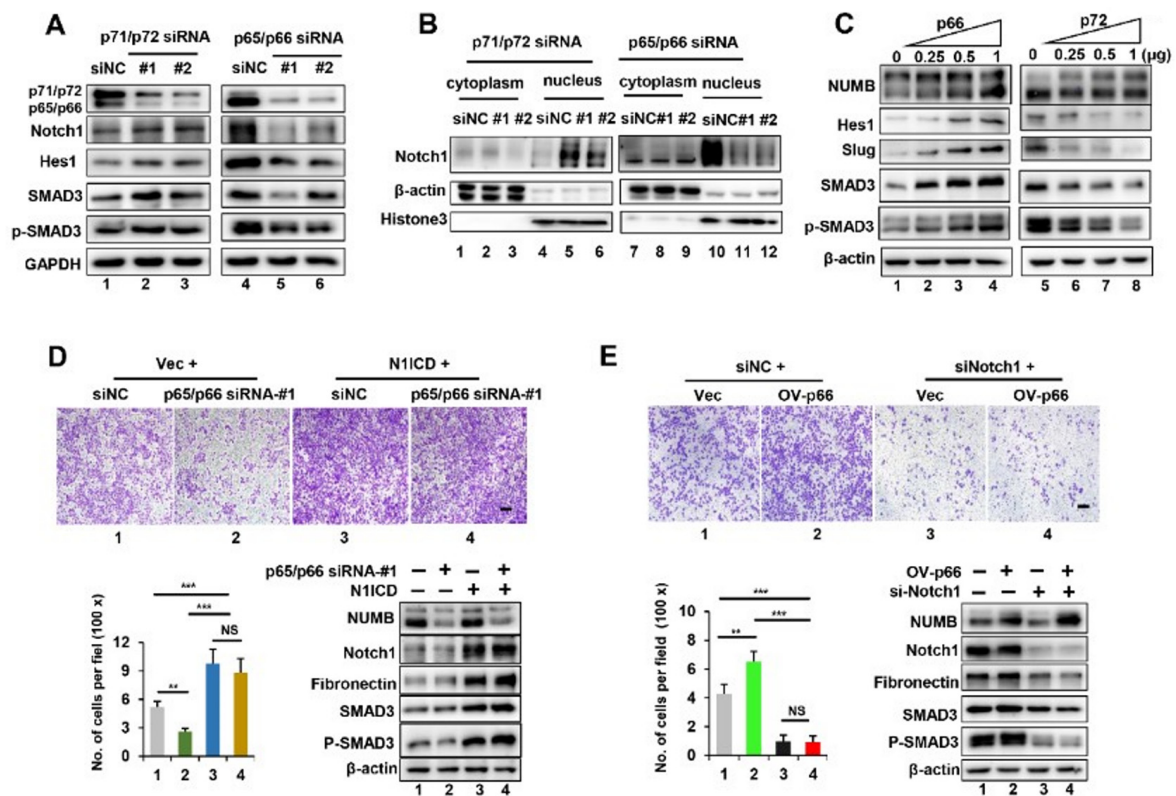 A
p71/p72 siRNA
p65/p66 siRNA
siNC #1 #2
siNC #1 #2
p71/p72
p65/p66
Notch1
Hes1
SMAD3
p-SMAD3
GAPDH
1 2 3 4 5 6
B
p71/p72 siRNA
p65/p66 siRNA
cytoplasm nucleus
cytoplasm nucleus
siNC #1 #2 siNC #1 #2
siNC#1 #2 siNC#1 #2
Notch1
β-actin
Histone3
1 2 3 4 5 6 7 8 9 10 11 12
C
p66
p72
0 0.25 0.5 1
0 0.25 0.5 1 (μg)
NUMB
Hes1
Slug
SMAD3
p-SMAD3
β-actin
1 2 3 4 5 6 7 8
D
Vec +
N1ICD +
siNC p65/p66 siRNA-#1
siNC p65/p66 siRNA-#1
1 2 3 4
No. of cells per fiel (100 x)
12
9
6
3
0
***
***
**
NS
1 2 3 4
p65/p66 siRNA-#1 – + – +
N1ICD – – + +
NUMB
Notch1
Fibronectin
SMAD3
P-SMAD3
β-actin
1 2 3 4
E
siNC +
siNotch1 +
Vec OV-p66
Vec OV-p66
1 2 3 4
No. of cells per field (100 x)
10
8
6
4
2
0
***
***
**
NS
1 2 3 4
OV-p66 – + – +
si-Notch1 – – + +
NUMB
Notch1
Fibronectin
SMAD3
P-SMAD3
β-actin
1 2 3 4